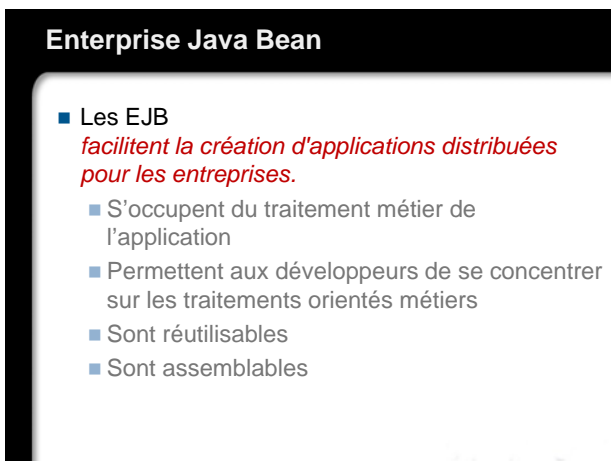 Enterprise Java Bean
Les EJB
facilitent la création d'applications distribuées
pour les entreprises.
S’occupent du traitement métier de
l’application
Permettent aux développeurs de se concentrer
sur les traitements orientés métiers
Sont réutilisables
Sont assemblables